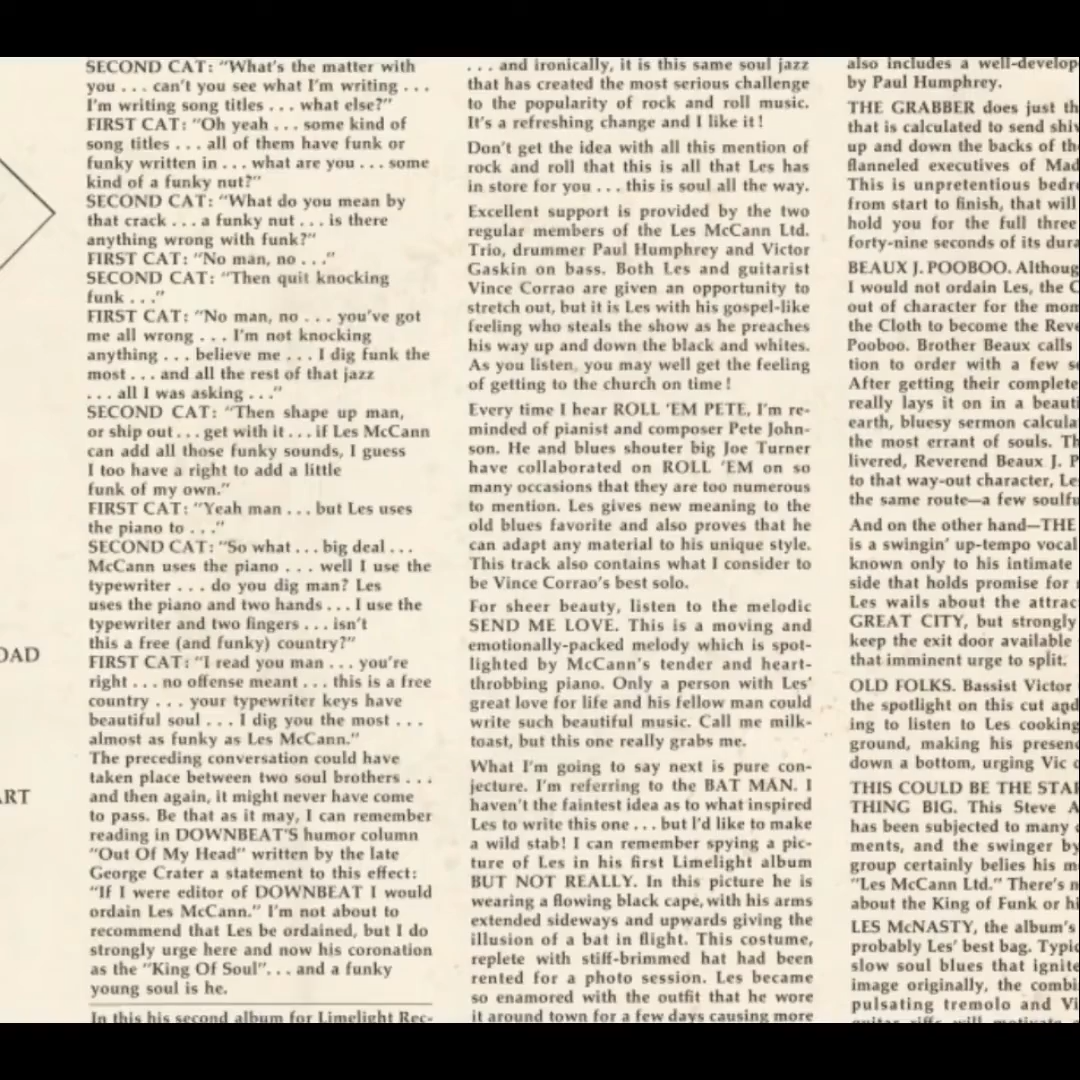 OAD
ART
SECOND CAT: "What's the matter with
you . . . can't you see what I'm writing . . .
I'm writing song titles . . . what else?"
FIRST CAT: "Oh yeah . . . some kind of
song titles . . . all of them have funk or
funky written in . . . what are you . . . some
kind of a funky nut?"
SECOND CAT: "What do you mean by
that crack . . . a funky nut . . . is there
anything wrong with funk?"
FIRST CAT: "No man, no . . ."
SECOND CAT: "Then quit knocking
funk . . ."
FIRST CAT: "No man, no . . . you've got
me all wrong . . . I'm not knocking
anything . . . believe me . . . I dig funk the
most . . . and all the rest of that jazz
. . . all I was asking . . ."
SECOND CAT: "Then shape up man,
or ship out . . . get with it . . . if Les McCann
can add all those funky sounds, I guess
I too have a right to add a little
funk of my own."
FIRST CAT: "Yeah man . . . but Les uses
the piano to . . ."
SECOND CAT: "So what . . . big deal . . .
McCann uses the piano . . . well I use the
typewriter . . . do you dig man? Les
uses the piano and two hands . . . I use the
typewriter and two fingers . . . isn't
this a free (and funky) country?"
FIRST CAT: "I read you man . . . you're
right . . . no offense meant . . . this is a free
country . . . your typewriter keys have
beautiful soul . . . I dig you the most . . .
almost as funky as Les McCann."
The preceding conversation could have
taken place between two soul brothers . . .
and then again, it might never have come
to pass. Be that as it may, I can remember
reading in DOWNBEAT'S humor column
"Out Of My Head" written by the late
George Crater a statement to this effect:
"If I were editor of DOWNBEAT I would
ordain Les McCann." I'm not about to
recommend that Les be ordained, but I do
strongly urge here and now his coronation
as the "King Of Soul". . . and a funky
young soul is he.
In this his second album for Limelight Rec-
. . . and ironically, it is this same soul jazz
that has created the most serious challenge
to the popularity of rock and roll music.
It's a refreshing change and I like it!
Don't get the idea with all this mention of
rock and roll that this is all that Les has
in store for you . . . this is soul all the way.
Excellent support is provided by the two
regular members of the Les McCann Ltd.
Trio, drummer Paul Humphrey and Victor
Gaskin on bass. Both Les and guitarist
Vince Corrao are given an opportunity to
stretch out, but it is Les with his gospel-like
feeling who steals the show as he preaches
his way up and down the black and whites.
As you listen, you may well get the feeling
of getting to the church on time!
Every time I hear ROLL 'EM PETE, I'm re-
minded of pianist and composer Pete John-
son. He and blues shouter big Joe Turner
have collaborated on ROLL 'EM on so
many occasions that they are too numerous
to mention. Les gives new meaning to the
old blues favorite and also proves that he
can adapt any material to his unique style.
This track also contains what I consider to
be Vince Corrao's best solo.
For sheer beauty, listen to the melodic
SEND ME LOVE. This is a moving and
emotionally-packed melody which is spot-
lighted by McCann's tender and heart-
throbbing piano. Only a person with Les'
great love for life and his fellow man could
write such beautiful music. Call me milk-
toast, but this one really grabs me.
What I'm going to say next is pure con-
jecture. I'm referring to the BAT MAN. I
haven't the faintest idea as to what inspired
Les to write this one . . . but I'd like to make
a wild stab! I can remember spying a pic-
ture of Les in his first Limelight album
BUT NOT REALLY. In this picture he is
wearing a flowing black cape, with his arms
extended sideways and upwards giving the
illusion of a bat in flight. This costume,
replete with stiff-brimmed hat had been
rented for a photo session. Les became
so enamored with the outfit that he wore
it around town for a few days causing more
also includes a well-develop
by Paul Humphrey.
THE GRABBER does just th
that is calculated to send shiv
up and down the backs of th
flanneled executives of Mad
This is unpretentious bedr
from start to finish, that will
hold you for the full three
forty-nine seconds of its dura
BEAUX J. POOBOO. Althoug
I would not ordain Les, the C
out of character for the mom
the Cloth to become the Reve
Pooboo. Brother Beaux calls
tion to order with a few s
After getting their complete
really lays it on in a beauti
earth, bluesy sermon calcula
the most errant of souls. Th
livered, Reverend Beaux J. P
to that way-out character, Le
the same route—a few soulfu
And on the other hand—THE
is a swingin' up-tempo vocal
known only to his intimate
side that holds promise for
Les wails about the attrac
GREAT CITY, but strongly
keep the exit door available
that imminent urge to split.
OLD FOLKS. Bassist Victor
the spotlight on this cut and
ing to listen to Les cooking
ground, making his presenc
down a bottom, urging Vic
THIS COULD BE THE STAR
THING BIG. This Steve A
has been subjected to many
ments, and the swinger by
group certainly belies his m
"Les McCann Ltd." There's n
about the King of Funk or hi
LES McNASTY, the album's
probably Les' best bag. Typic
slow soul blues that ignite
image originally, the combi
pulsating tremolo and Vi
guitar riffs will motivate